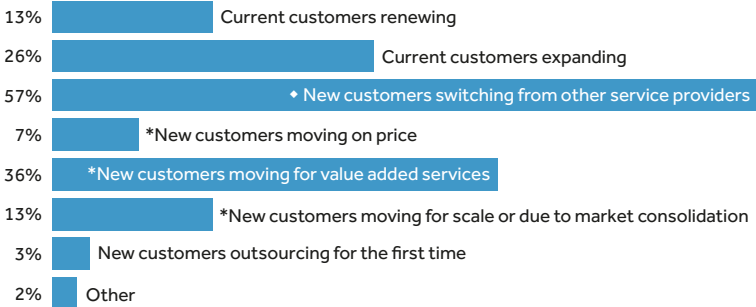 13% Current customers renewing
26% Current customers expanding
57% ◆ New customers switching from other service providers
7% *New customers moving on price
36% *New customers moving for value added services
13% *New customers moving for scale or due to market consolidation
3% New customers outsourcing for the first time
2% Other